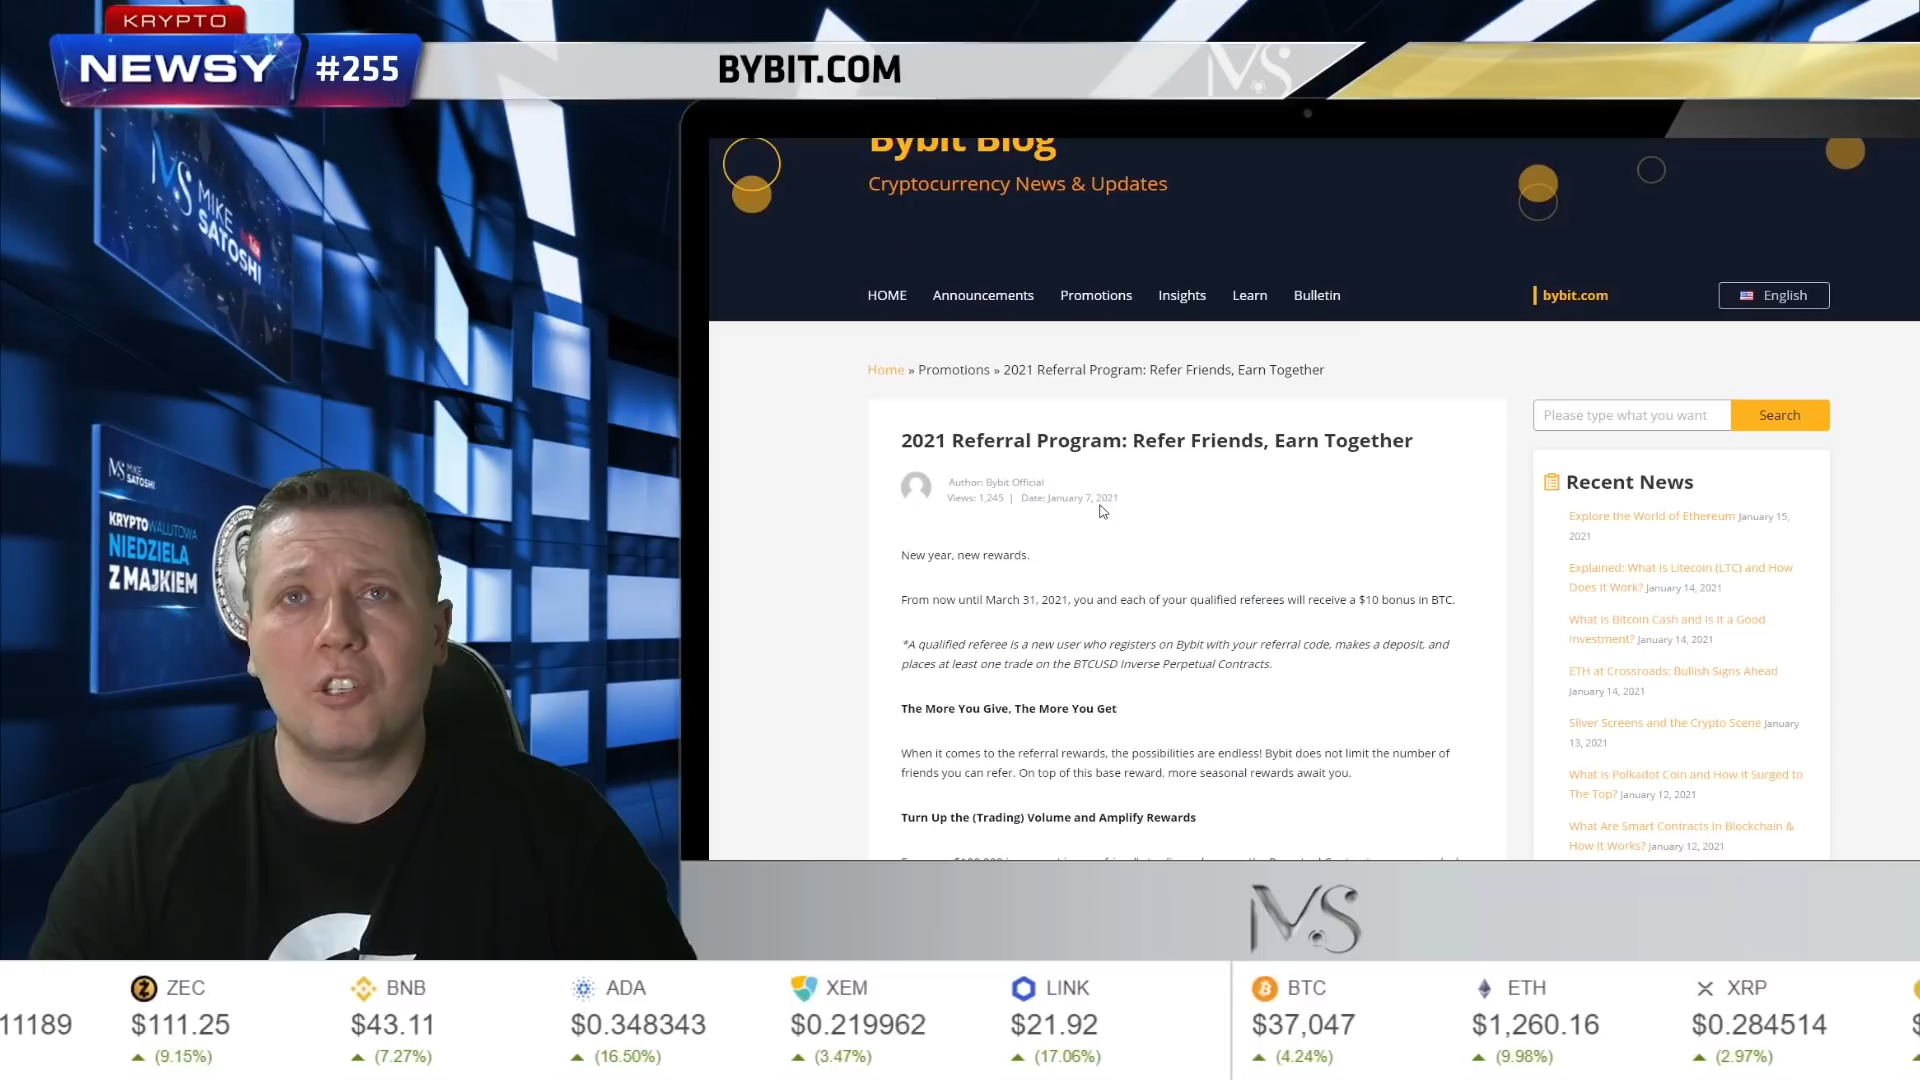 KRYPTO
NEWSY #255
BYBIT.COM
MS
MIKE
SATOSHI
MS MIKE
SATOSHI
KRYPTOWALUTOWA
NIEDZIELA
Z MAJKIEM
Bybit Blog
Cryptocurrency News & Updates
HOME Announcements Promotions Insights Learn Bulletin
bybit.com
English
Home » Promotions » 2021 Referral Program: Refer Friends, Earn Together
Please type what you want Search
2021 Referral Program: Refer Friends, Earn Together
Author: Bybit Official
Views: 1,245 | Date: January 7, 2021
New year, new rewards.
From now until March 31, 2021, you and each of your qualified referees will receive a $10 bonus in BTC.
*A qualified referee is a new user who registers on Bybit with your referral code, makes a deposit, and
places at least one trade on the BTCUSD Inverse Perpetual Contracts.
The More You Give, The More You Get
When it comes to the referral rewards, the possibilities are endless! Bybit does not limit the number of
friends you can refer. On top of this base reward, more seasonal rewards await you.
Turn Up the (Trading) Volume and Amplify Rewards
Recent News
Explore the World of Ethereum January 15,
2021
Explained: What Is Litecoin (LTC) and How
Does It Work? January 14, 2021
What Is Bitcoin Cash and Is It a Good
Investment? January 14, 2021
ETH at Crossroads: Bullish Signs Ahead
January 14, 2021
Silver Screens and the Crypto Scene January
13, 2021
What is Polkadot Coin and How It Surged to
The Top? January 12, 2021
What Are Smart Contracts In Blockchain &
How It Works? January 12, 2021
MS
11189
ZEC
$111.25
(9.15%)
BNB
$43.11
(7.27%)
ADA
$0.348343
(16.50%)
XEM
$0.219962
(3.47%)
LINK
$21.92
(17.06%)
BTC
$37,047
(4.24%)
ETH
$1,260.16
(9.98%)
XRP
$0.284514
(2.97%)